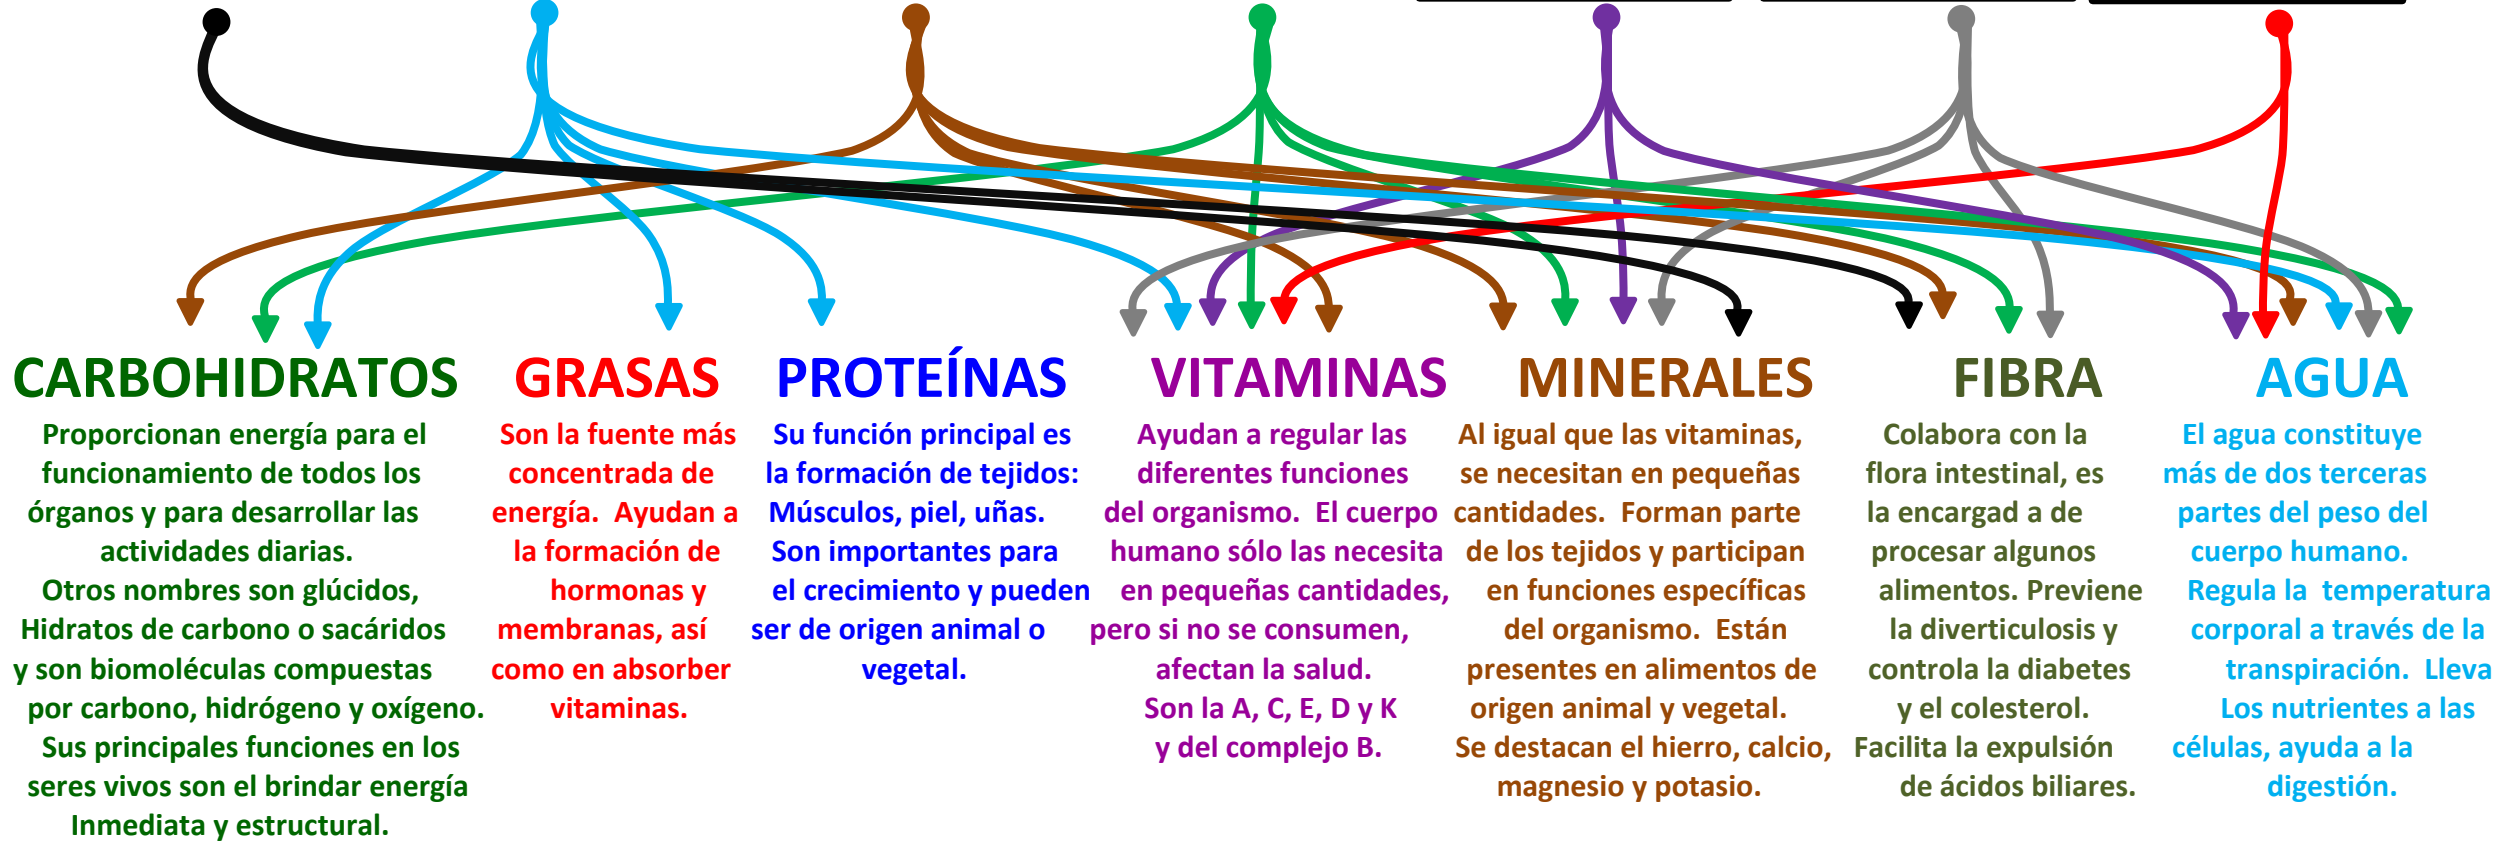 CARBOHIDRATOS
Proporcionan energía para el
funcionamiento de todos los
órganos y para desarrollar las
actividades diarias.
Otros nombres son glúcidos,
Hidratos de carbono o sacáridos
y son biomoléculas compuestas
por carbono, hidrógeno y oxígeno.
Sus principales funciones en los
seres vivos son el brindar energía
Inmediata y estructural.
GRASAS
Son la fuente más
concentrada de
energía. Ayudan a
la formación de
hormonas y
membranas, así
como en absorber
vitaminas.
PROTEÍNAS
Su función principal es
la formación de tejidos:
Músculos, piel, uñas.
Son importantes para
el crecimiento y pueden
ser de origen animal o
vegetal.
VITAMINAS
Ayudan a regular las
diferentes funciones
del organismo. El cuerpo
humano sólo las necesita
en pequeñas cantidades,
pero si no se consumen,
afectan la salud.
Son la A, C, E, D y K
y del complejo B.
MINERALES
Al igual que las vitaminas,
se necesitan en pequeñas
cantidades. Forman parte
de los tejidos y participan
en funciones específicas
del organismo. Están
presentes en alimentos de
origen animal y vegetal.
Se destacan el hierro, calcio,
magnesio y potasio.
FIBRA
Colabora con la
flora intestinal, es
la encargad a de
procesar algunos
alimentos. Previene
la diverticulosis y
controla la diabetes
y el colesterol.
Facilita la expulsión
de ácidos biliares.
AGUA
El agua constituye
más de dos terceras
partes del peso del
cuerpo humano.
Regula la temperatura
corporal a través de la
transpiración. Lleva
Los nutrientes a las
células, ayuda a la
digestión.